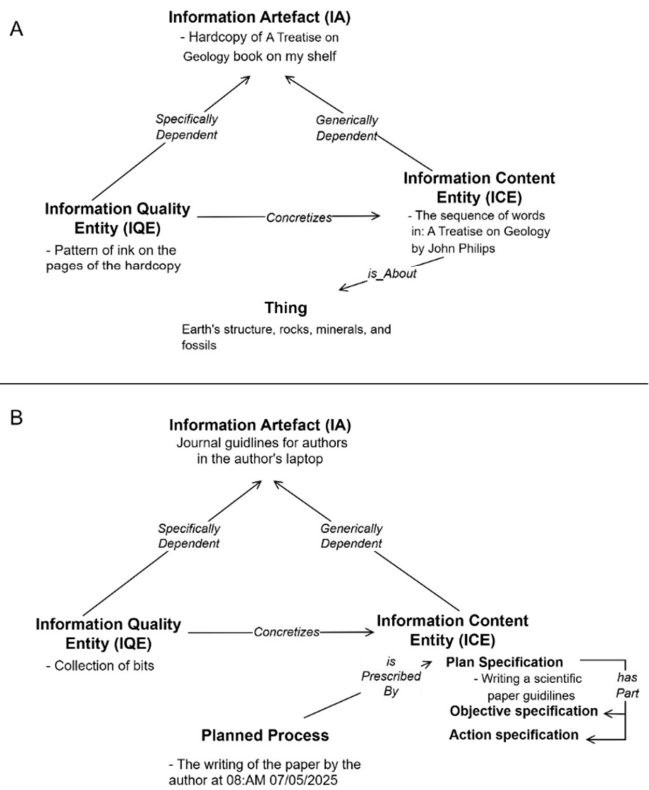 A
Information Artefact (IA)
- Hardcopy of A Treatise on
Geology book on my shelf
Specifically
Dependent
Generically
Dependent
Information Quality
Entity (IQE)
- Pattern of ink on the
pages of the hardcopy
Concretizes
Information Content
Entity (ICE)
- The sequence of words
in: A Treatise on Geology
by John Philips
is_About
Thing
Earth's structure, rocks, minerals, and
fossils
B
Information Artefact (IA)
Journal guidlines for authors
in the author's laptop
Specifically
Dependent
Generically
Dependent
Information Quality
Entity (IQE)
- Collection of bits
Concretizes
Information Content
Entity (ICE)
is
Prescribed
By
Plan Specification
- Writing a scientific
paper guidilines
has
Part
Objective specification
Action specification
Planned Process
- The writing of the paper by the
author at 08:AM 07/05/2025